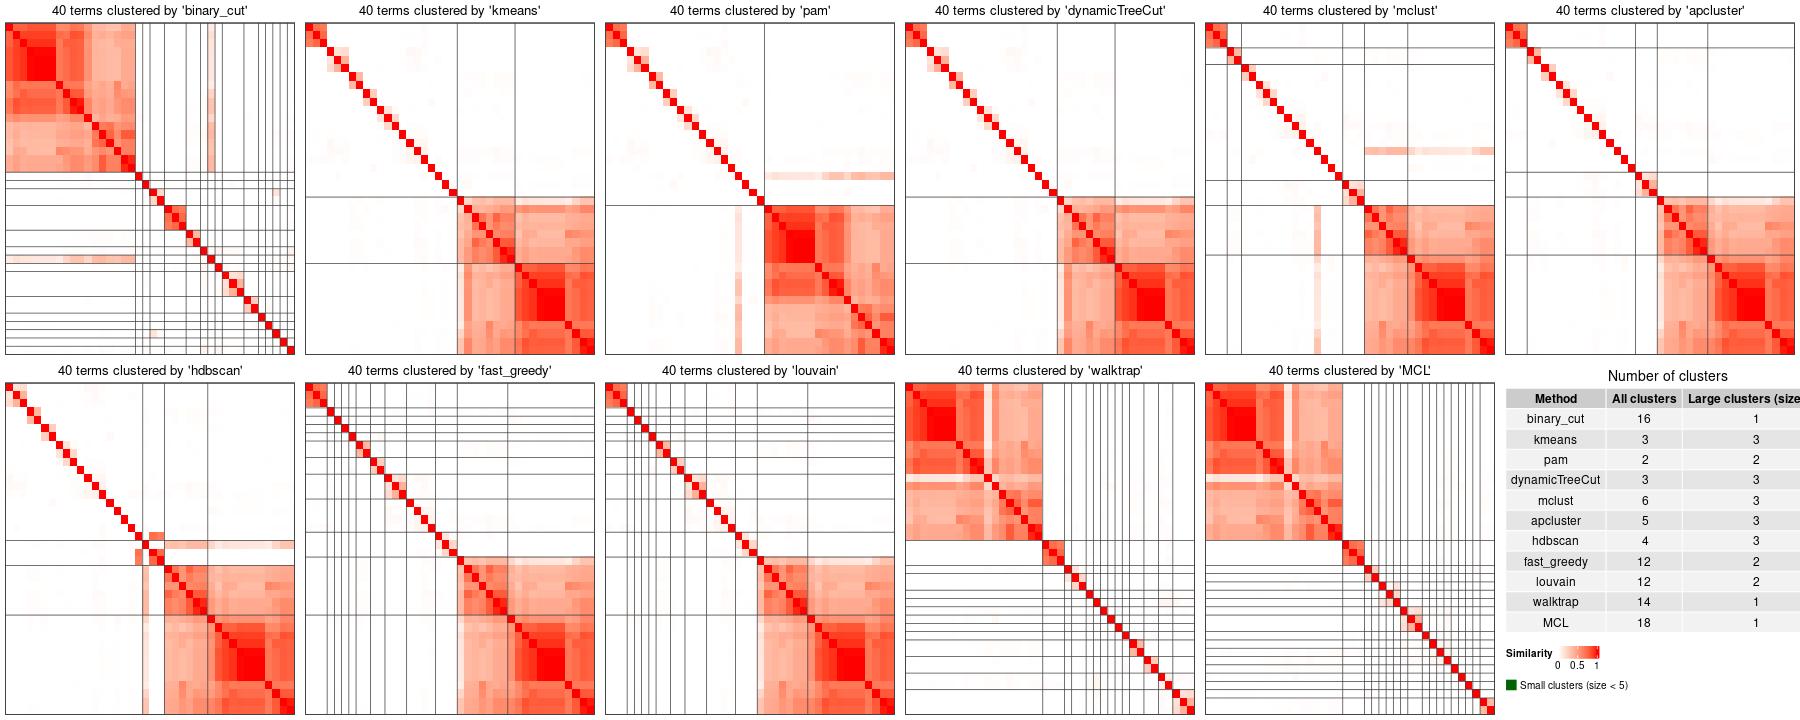 40 terms clustered by 'binary_cut'
40 terms clustered by 'kmeans'
40 terms clustered by 'pam'
40 terms clustered by 'dynamicTreeCut'
40 terms clustered by 'mclust'
40 terms clustered by 'apcluster'
40 terms clustered by 'hdbscan'
40 terms clustered by 'fast_greedy'
40 terms clustered by 'louvain'
40 terms clustered by 'walktrap'
40 terms clustered by 'MCL'
Number of clusters
Method All clusters Large clusters (size
binary_cut 16 1
kmeans 3 3
pam 2 2
dynamicTreeCut 3 3
mclust 6 3
apcluster 5 3
hdbscan 4 3
fast_greedy 12 2
louvain 12 2
walktrap 14 1
MCL 18 1
Similarity
0 0.5 1
Small clusters (size < 5)